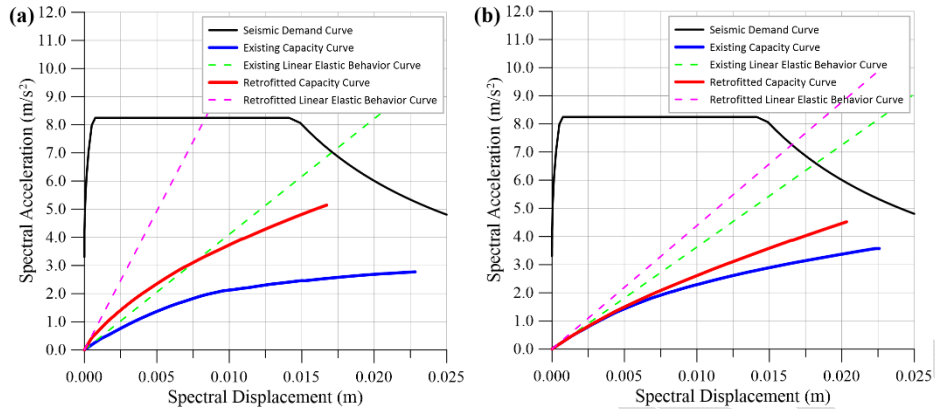 (a)
12.0
11.0
10.0
9.0
8.0
7.0
6.0
5.0
4.0
3.0
2.0
1.0
0.0
Spectral Acceleration (m/s²)
Seismic Demand Curve
Existing Capacity Curve
Existing Linear Elastic Behavior Curve
Retrofitted Capacity Curve
Retrofitted Linear Elastic Behavior Curve
0.000 0.005 0.010 0.015 0.020 0.025
Spectral Displacement (m)
(b)
12.0
11.0
10.0
9.0
8.0
7.0
6.0
5.0
4.0
3.0
2.0
1.0
0.0
Spectral Acceleration (m/s²)
Seismic Demand Curve
Existing Capacity Curve
Existing Linear Elastic Behavior Curve
Retrofitted Capacity Curve
Retrofitted Linear Elastic Behavior Curve
0.000 0.005 0.010 0.015 0.020 0.025
Spectral Displacement (m)